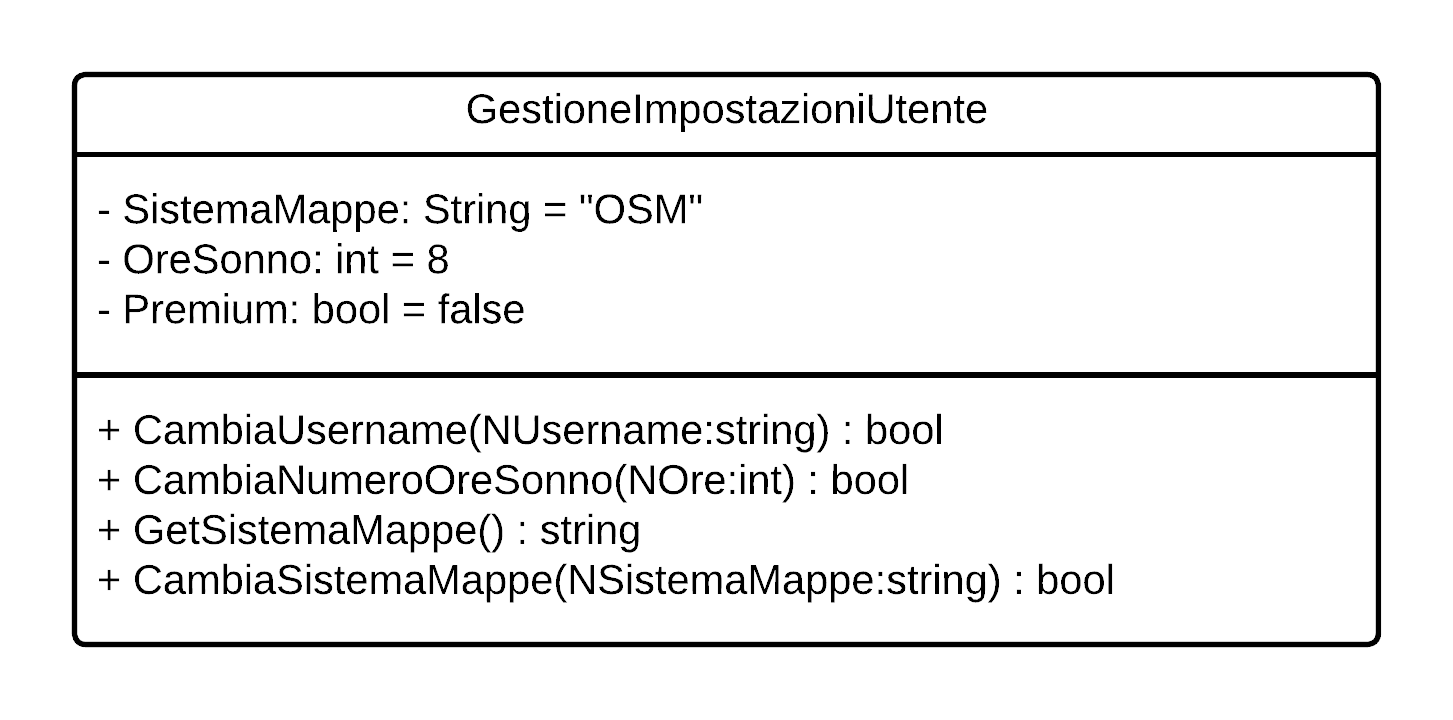 GestioneImpostazioniUtente
- SistemaMappe: String = "OSM"
- OreSonno: int = 8
- Premium: bool = false
+ CambiaUsername(NUsername:string) : bool
+ CambiaNumeroOreSonno(NOre:int) : bool
+ GetSistemaMappe() : string
+ CambiaSistemaMappe(NSistemaMappe:string) : bool